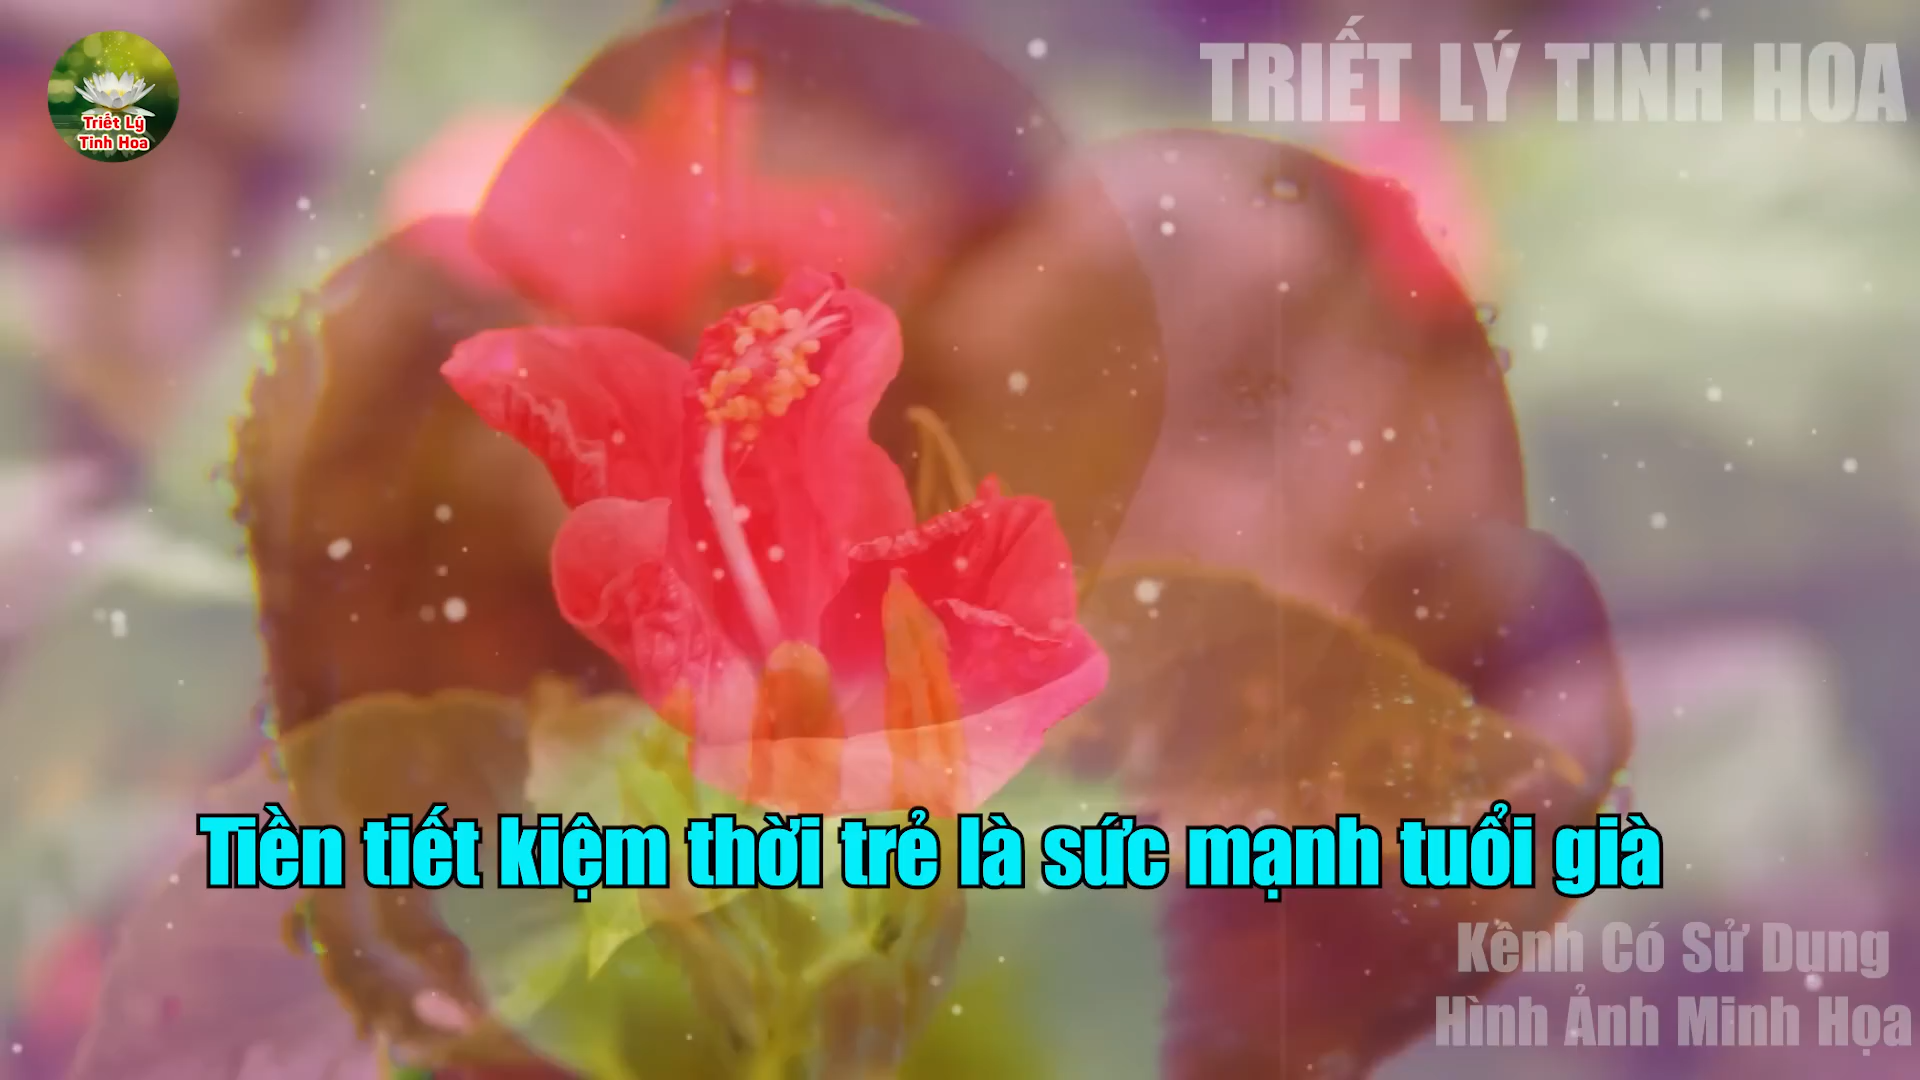 Triết Lý
Tinh Hoa
TRIẾT LÝ TINH HOA
Tiền tiết kiệm thời trẻ là sức mạnh tuổi già
Kênh Có Sử Dụng
Hình Ảnh Minh Họa